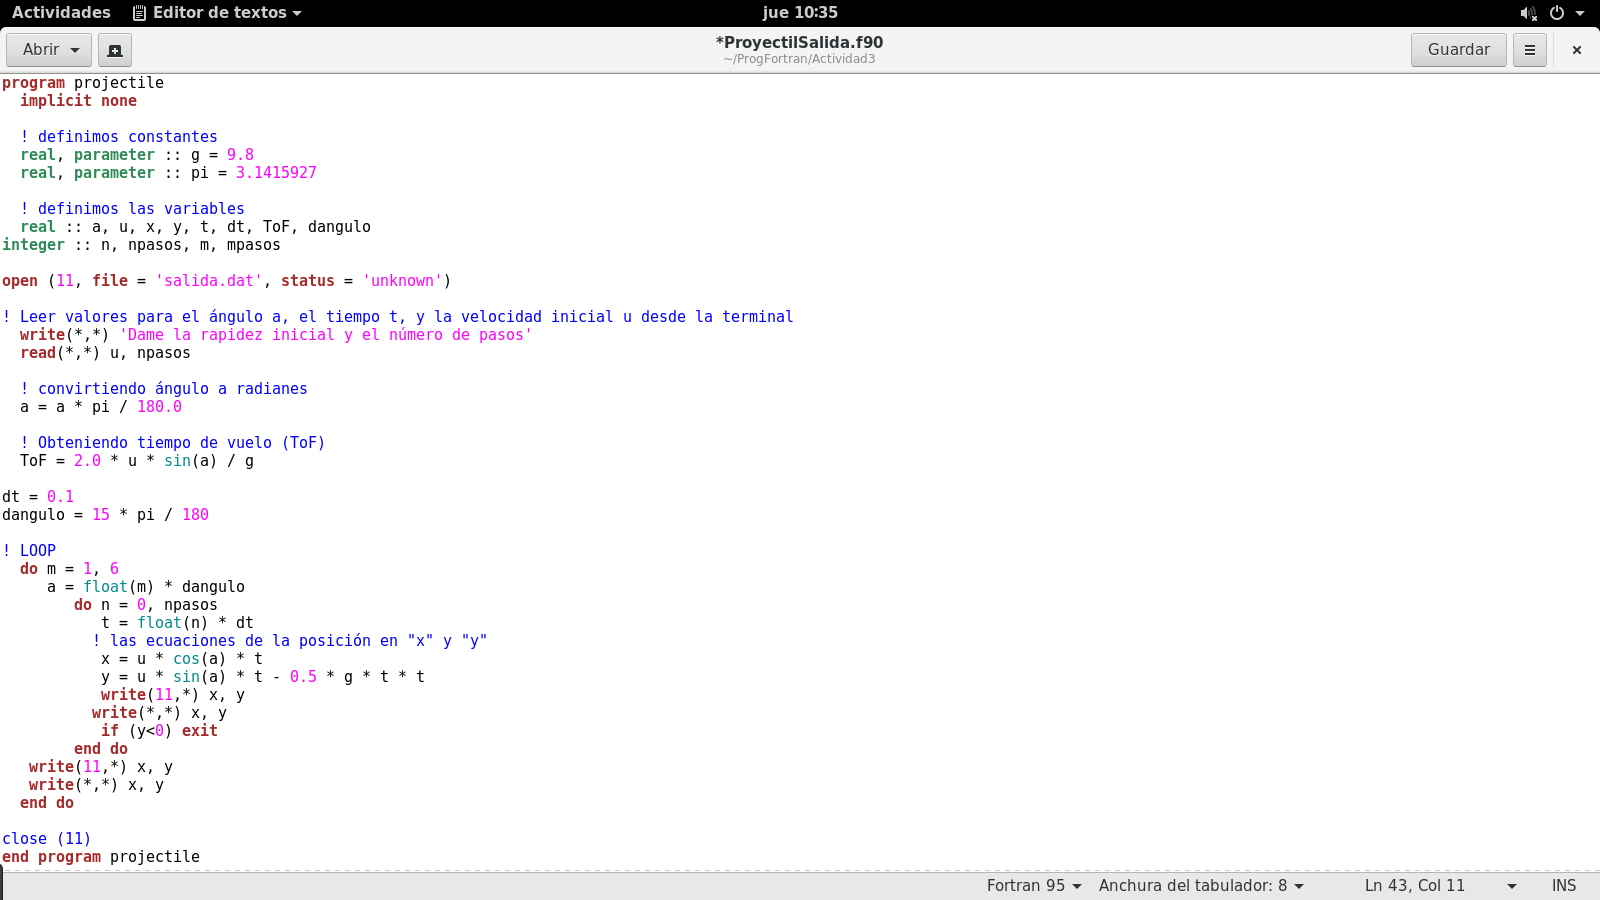 Actividades Editor de textos jue 10:35
Abrir *ProyectilSalida.f90 Guardar
~/ProgFortran/Actividad3
program projectile
implicit none
! definimos constantes
real, parameter :: g = 9.8
real, parameter :: pi = 3.1415927
! definimos las variables
real :: a, u, x, y, t, dt, ToF, dangulo
integer :: n, npasos, m, mpasos
open (11, file = 'salida.dat', status = 'unknown')
! Leer valores para el ángulo a, el tiempo t, y la velocidad inicial u desde la terminal
write(*,*) 'Dame la rapidez inicial y el número de pasos'
read(*,*) u, npasos
! convirtiendo ángulo a radianes
a = a * pi / 180.0
! Obteniendo tiempo de vuelo (ToF)
ToF = 2.0 * u * sin(a) / g
dt = 0.1
dangulo = 15 * pi / 180
! LOOP
do m = 1, 6
a = float(m) * dangulo
do n = 0, npasos
t = float(n) * dt
! las ecuaciones de la posición en "x" y "y"
x = u * cos(a) * t
y = u * sin(a) * t - 0.5 * g * t * t
write(11,*) x, y
write(*,*) x, y
if (y<0) exit
end do
write(11,*) x, y
write(*,*) x, y
end do
close (11)
end program projectile
Fortran 95 Anchura del tabulador: 8 Ln 43, Col 11 INS